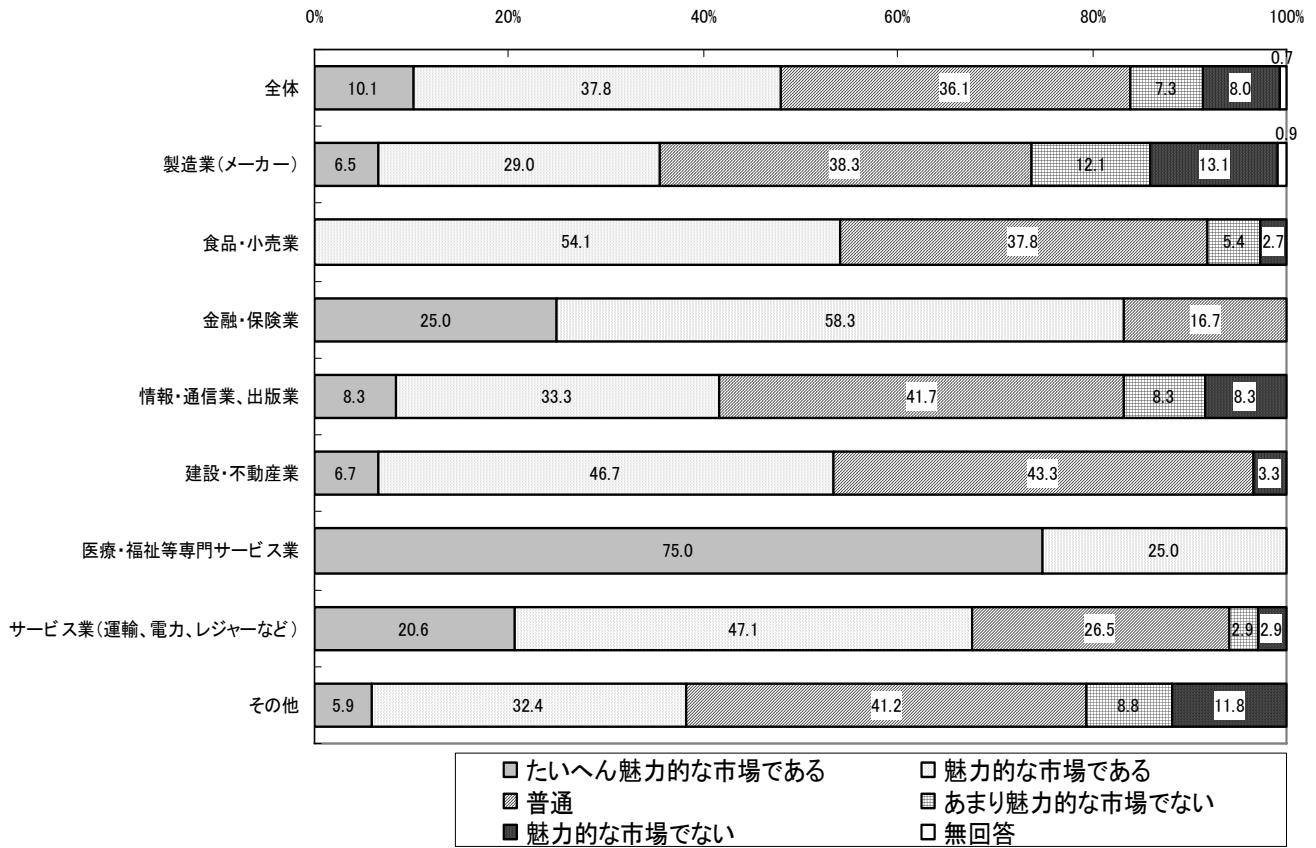 0% 20% 40% 60% 80% 100%
0.7
全体 10.1 37.8 36.1 7.3 8.0
0.9
製造業(メーカー) 6.5 29.0 38.3 12.1 13.1
食品・小売業 54.1 37.8 5.4 2.7
金融・保険業 25.0 58.3 16.7
情報・通信業、出版業 8.3 33.3 41.7 8.3 8.3
建設・不動産業 6.7 46.7 43.3 3.3
医療・福祉等専門サービス業 75.0 25.0
サービス業(運輸、電力、レジャーなど) 20.6 47.1 26.5 2.9 2.9
その他 5.9 32.4 41.2 8.8 11.8
たいへん魅力的な市場である 魅力的な市場である
普通 あまり魅力的な市場でない
魅力的な市場でない 無回答